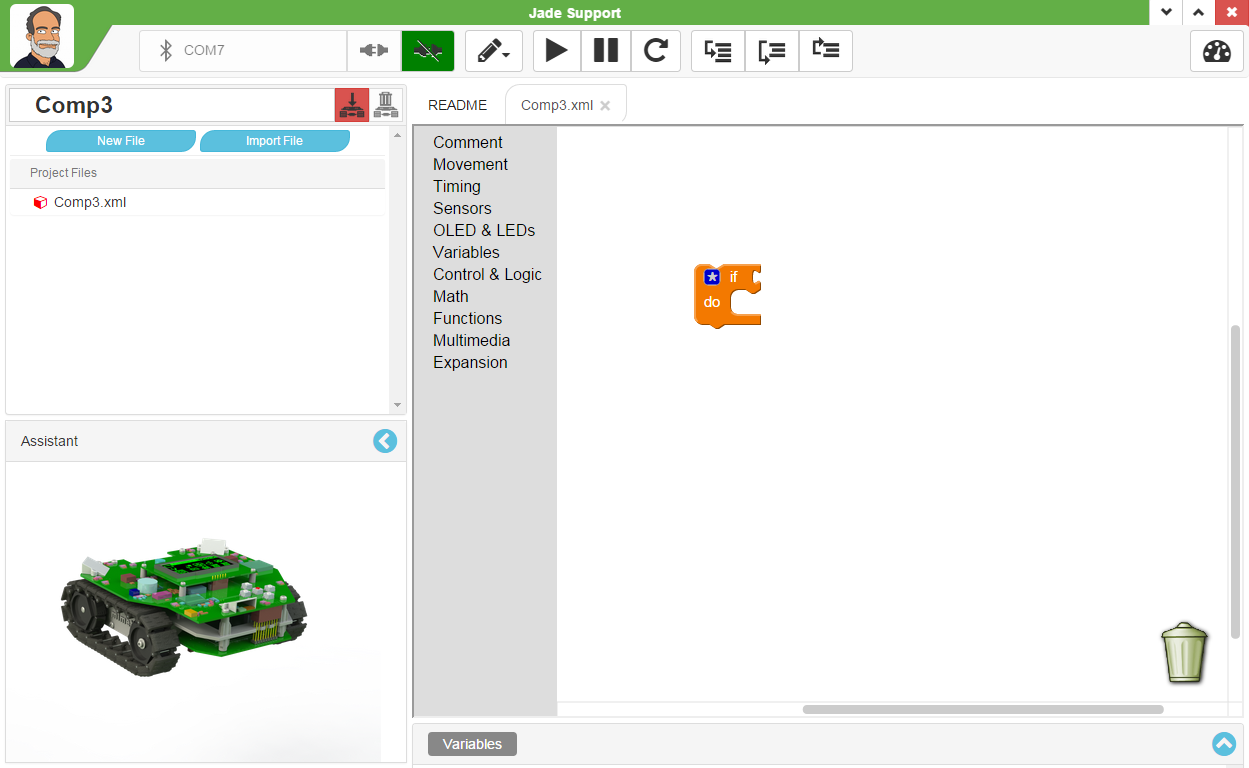 Jade Support
COM7
Comp3
New File
Import File
Project Files
Comp3.xml
Assistant
README
Comp3.xml
Comment
Movement
Timing
Sensors
OLED & LEDs
Variables
Control & Logic
Math
Functions
Multimedia
Expansion
if
do
Variables